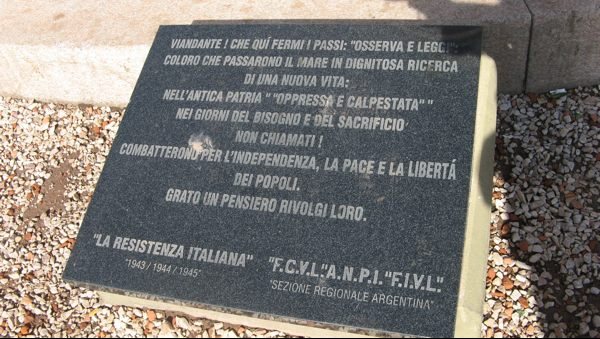 VIANDANTE ! CHE QUÍ FERMI I PASSI: "OSSERVA E LEGGI":
COLORO CHE PASSARONO IL MARE IN DIGNITOSA RICERCA
DI UNA NUOVA VITA:
NELL'ANTICA PATRIA " "OPPRESSA E CALPESTATA" "
NEI GIORNI DEL BISOGNO E DEL SACRIFICIO
NON CHIAMATI !
COMBATTERONO PER L'INDEPENDENZA, LA PACE E LA LIBERTÁ
DEI POPOLI.
GRATO UN PENSIERO RIVOLGI LORO.
"LA RESISTENZA ITALIANA" "F.C.V.L."A.N.P.I."F.I.V.L".
"1943 / 1944 / 1945" "SEZIONE REGIONALE ARGENTINA"